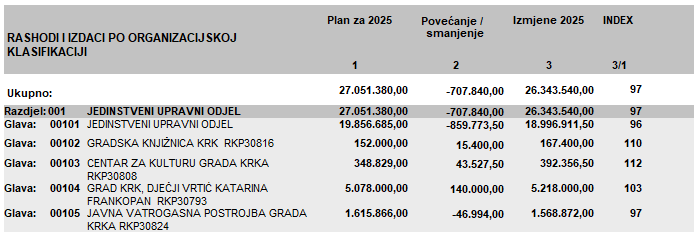 Plan za 2025 Povećanje / Izmjene 2025 INDEX
RASHODI I IZDACI PO ORGANIZACIJSKOJ smanjenje
KLASIFIKACIJI
1 2 3 3/1
Ukupno: 27.051.380,00 -707.840,00 26.343.540,00 97
Razdjel: 001 JEDINSTVENI UPRAVNI ODJEL 27.051.380,00 -707.840,00 26.343.540,00 97
Glava: 00101 JEDINSTVENI UPRAVNI ODJEL 19.856.685,00 -859.773,50 18.996.911,50 96
Glava: 00102 GRADSKA KNJIŽNICA KRK RKP30816 152.000,00 15.400,00 167.400,00 110
Glava: 00103 CENTAR ZA KULTURU GRADA KRKA 348.829,00 43.527,50 392.356,50 112
RKP30808
Glava: 00104 GRAD KRK, DJEČJI VRTIĆ KATARINA 5.078.000,00 140.000,00 5.218.000,00 103
FRANKOPAN RKP30793
Glava: 00105 JAVNA VATROGASNA POSTROJBA GRADA 1.615.866,00 -46.994,00 1.568.872,00 97
KRKA RKP30824